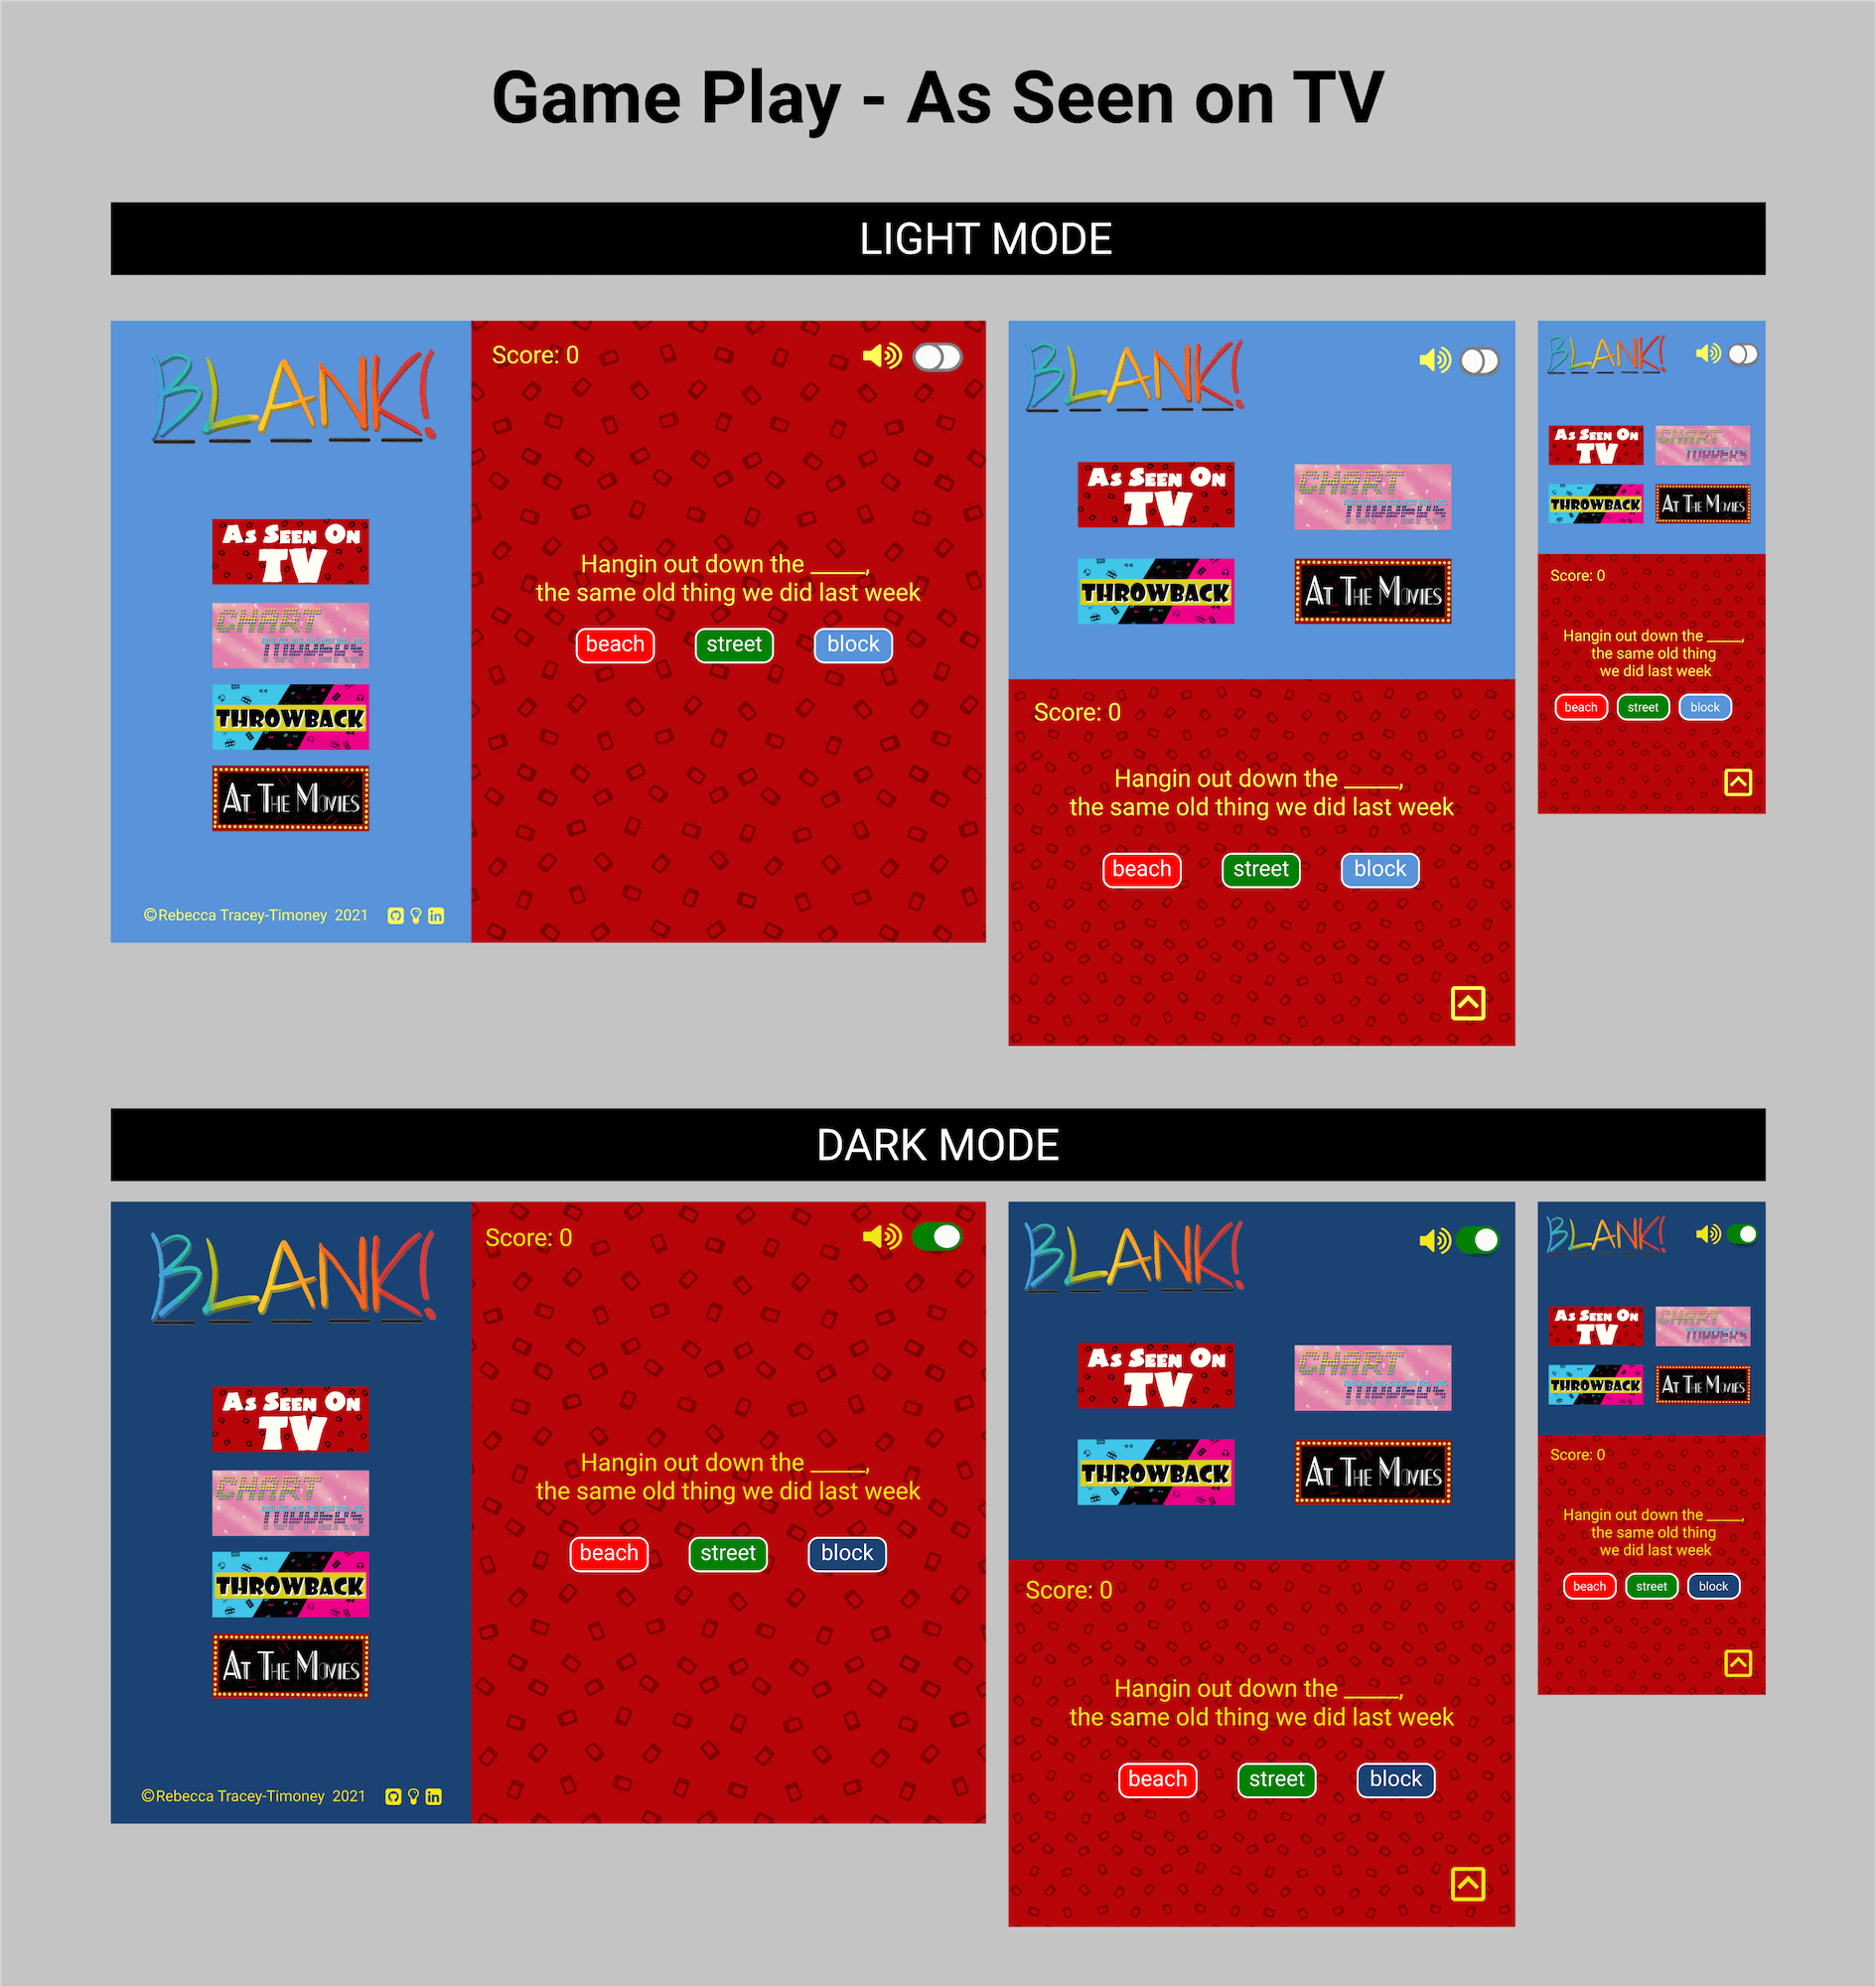 Game Play - As Seen on TV
LIGHT MODE
BLANK!
AS SEEN ON
TV
CHART
TOPPERS
THROWBACK
AT THE MOVIES
©Rebecca Tracey-Timoney 2021
Score: 0
Hangin out down the _____,
the same old thing we did last week
beach street block
BLANK!
AS SEEN ON
TV
CHART
TOPPERS
THROWBACK
AT THE MOVIES
Score: 0
Hangin out down the _____,
the same old thing we did last week
beach street block
BLANK!
AS SEEN ON
TV
CHART
TOPPERS
THROWBACK
AT THE MOVIES
Score: 0
Hangin out down the _____,
the same old thing
we did last week
beach street block
DARK MODE
BLANK!
AS SEEN ON
TV
CHART
TOPPERS
THROWBACK
AT THE MOVIES
©Rebecca Tracey-Timoney 2021
Score: 0
Hangin out down the _____,
the same old thing we did last week
beach street block
BLANK!
AS SEEN ON
TV
CHART
TOPPERS
THROWBACK
AT THE MOVIES
Score: 0
Hangin out down the _____,
the same old thing we did last week
beach street block
BLANK!
AS SEEN ON
TV
CHART
TOPPERS
THROWBACK
AT THE MOVIES
Score: 0
Hangin out down the _____,
the same old thing
we did last week
beach street block